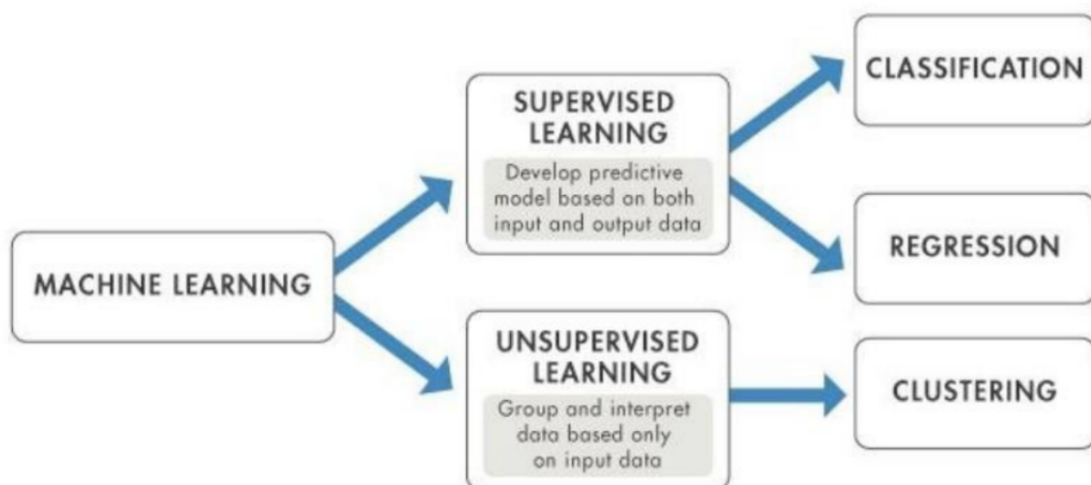 MACHINE LEARNING
SUPERVISED
LEARNING
Develop predictive
model based on both
input and output data
UNSUPERVISED
LEARNING
Group and interpret
data based only
on input data
CLASSIFICATION
REGRESSION
CLUSTERING